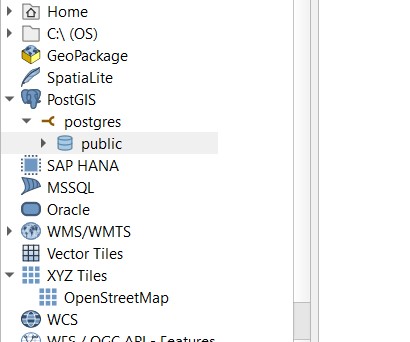 Home
C:\ (OS)
GeoPackage
SpatiaLite
PostGIS
postgres
public
SAP HANA
MSSQL
Oracle
WMS/WMTS
Vector Tiles
XYZ Tiles
OpenStreetMap
WCS
WFS / OGC API - Features